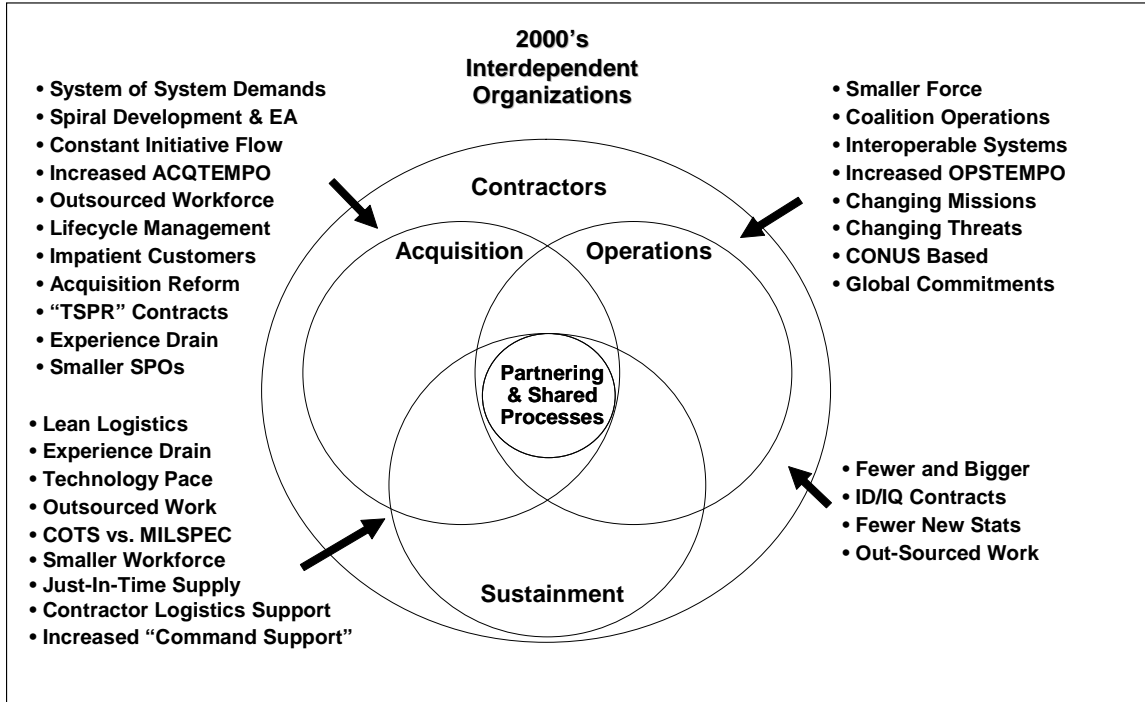 2000’s
Interdependent
Organizations
• System of System Demands
• Spiral Development & EA
• Constant Initiative Flow
• Increased ACQTEMPO
• Outsourced Workforce
• Lifecycle Management
• Impatient Customers
• Acquisition Reform
• “TSPR” Contracts
• Experience Drain
• Smaller SPOs
• Smaller Force
• Coalition Operations
• Interoperable Systems
• Increased OPSTEMPO
• Changing Missions
• Changing Threats
• CONUS Based
• Global Commitments
Contractors
Acquisition
Operations
Partnering
& Shared
Processes
Sustainment
• Lean Logistics
• Experience Drain
• Technology Pace
• Outsourced Work
• COTS vs. MILSPEC
• Smaller Workforce
• Just-In-Time Supply
• Contractor Logistics Support
• Increased “Command Support”
• Fewer and Bigger
• ID/IQ Contracts
• Fewer New Stats
• Out-Sourced Work